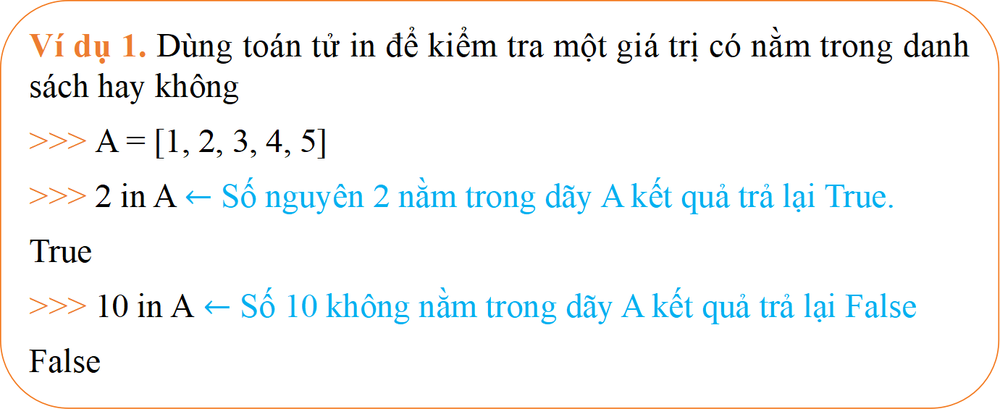 Ví dụ 1. Dùng toán tử in để kiểm tra một giá trị có nằm trong danh
sách hay không
>>> A = [1, 2, 3, 4, 5]
>>> 2 in A ← Số nguyên 2 nằm trong dãy A kết quả trả lại True.
True
>>> 10 in A ← Số 10 không nằm trong dãy A kết quả trả lại False
False